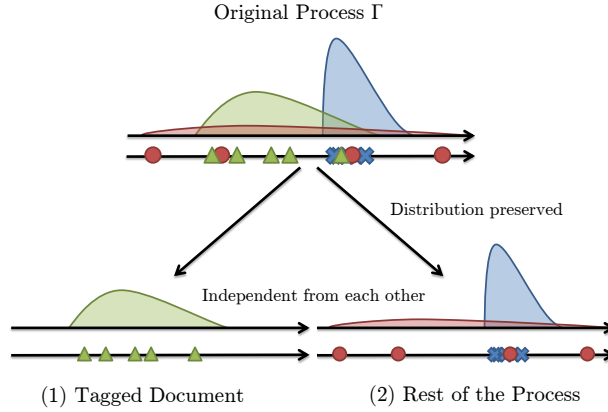 Original Process Γ
Distribution preserved
Independent from each other
(1) Tagged Document
(2) Rest of the Process